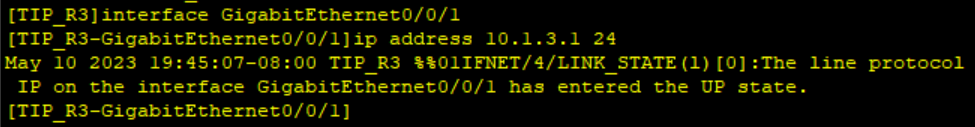 [TIP_R3]interface GigabitEthernet0/0/1
[TIP_R3-GigabitEthernet0/0/1]ip address 10.1.3.1 24
May 10 2023 19:45:07-08:00 TIP_R3 %%01IFNET/4/LINK_STATE(1)[0]:The line protocol
 IP on the interface GigabitEthernet0/0/1 has entered the UP state.
[TIP_R3-GigabitEthernet0/0/1]